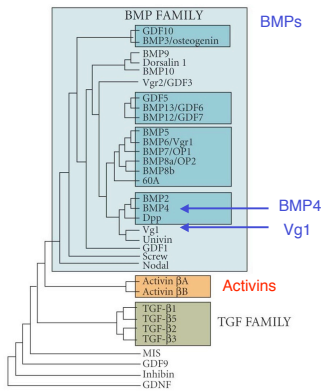 BMP FAMILY
BMPs
GDF10
BMP3/osteogenin
BMP9
Dorsalin 1
BMP10
Vgr2/GDF3
GDF5
BMP13/GDF6
BMP12/GDF7
BMP5
BMP6/Vgr1
BMP7/OP1
BMP8a/OP2
BMP8b
60A
BMP2
BMP4
BMP4
Dpp
Vg1
Vg1
Univin
GDF1
Screw
Nodal
Activin βA
Activin βB
Activins
TGF-β1
TGF-β5
TGF-β2
TGF-β3
TGF FAMILY
MIS
GDF9
Inhibin
GDNF